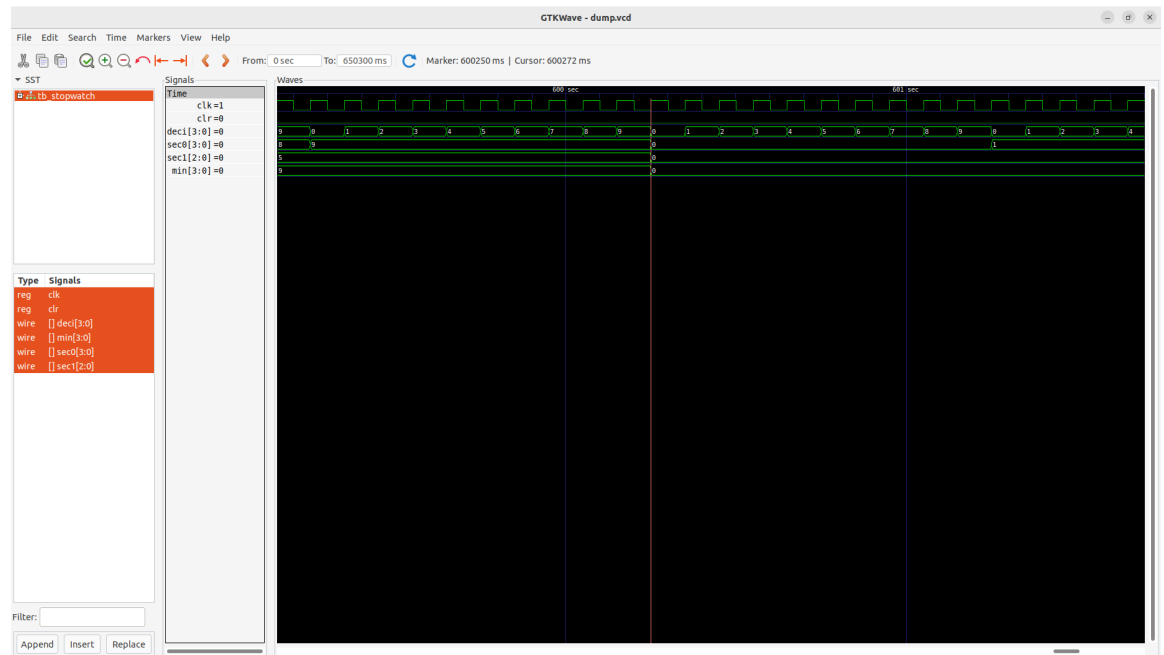 GTKWave - dump.vcd
File Edit Search Time Markers View Help
From: 0 sec To: 650300 ms Marker: 600250 ms | Cursor: 600272 ms
SST
tb_stopwatch
Type Signals
reg clk
reg clr
wire [] deci[3:0]
wire [] min[3:0]
wire [] sec0[3:0]
wire [] sec1[2:0]
Filter:
Append Insert Replace
Signals
Time
clk=1
clr=0
deci[3:0]=0
sec0[3:0]=0
sec1[2:0]=0
min[3:0]=0
Waves
600 sec 601 sec
9 0 1 2 3 4 5 6 7 8 9 0 1 2 3 4 5 6 7 8 9 0 1 2 3 4
8 9 0 1
5 0
9 0